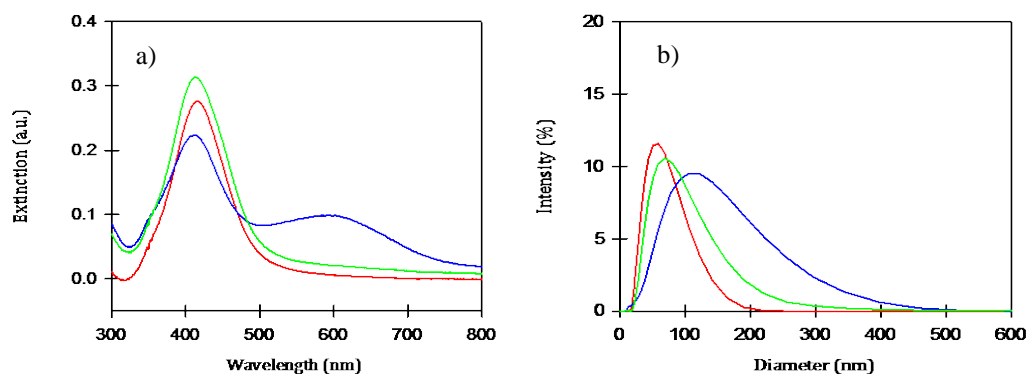 a)
0.4
0.3
0.2
0.1
0.0
Extinction (a.u.)
300 400 500 600 700 800
Wavelength (nm)
b)
20
15
10
5
0
Intensity (%)
0 100 200 300 400 500 600
Diameter (nm)